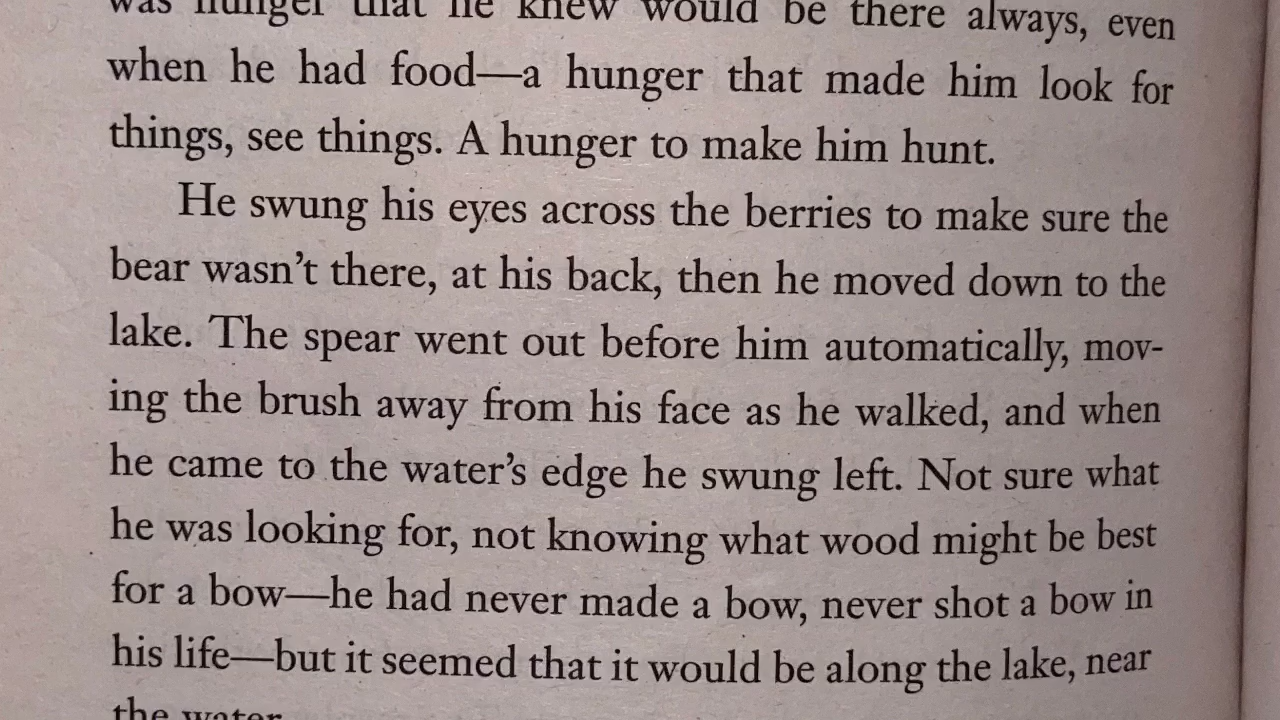 was hunger that he knew would be there always, even
when he had food—a hunger that made him look for
things, see things. A hunger to make him hunt.
He swung his eyes across the berries to make sure the
bear wasn't there, at his back, then he moved down to the
lake. The spear went out before him automatically, mov-
ing the brush away from his face as he walked, and when
he came to the water's edge he swung left. Not sure what
he was looking for, not knowing what wood might be best
for a bow—he had never made a bow, never shot a bow in
his life—but it seemed that it would be along the lake, near
the water.